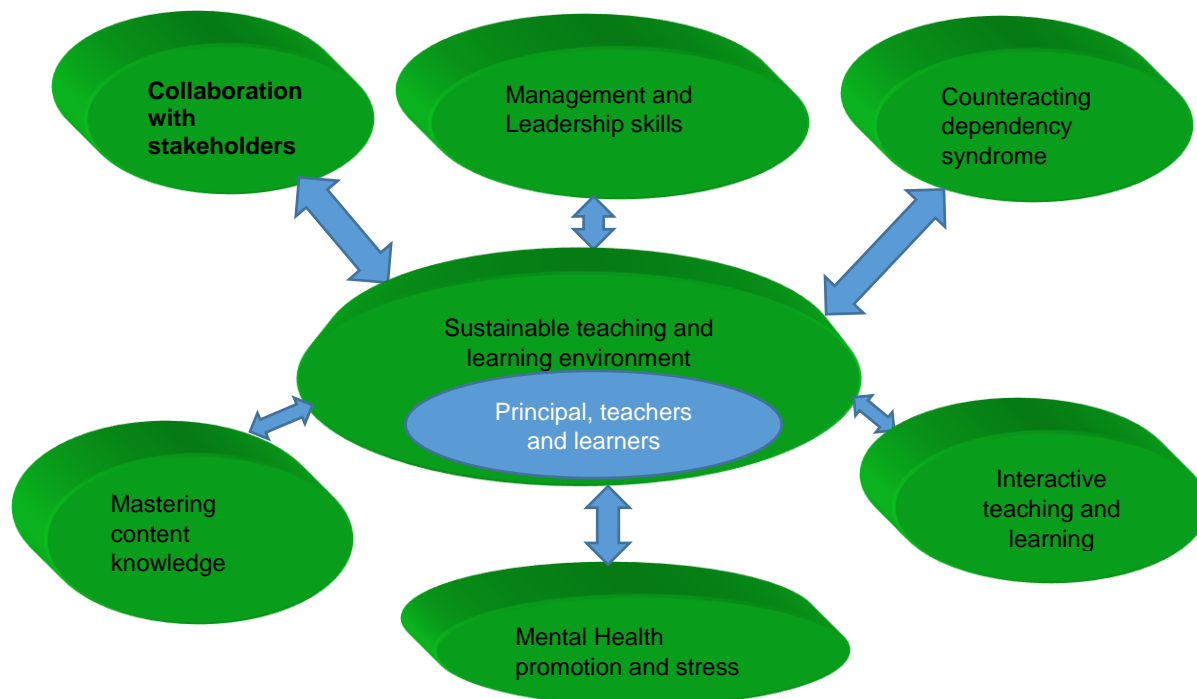 Collaboration
with
stakeholders
Management and
Leadership skills
Counteracting
dependency
syndrome
Sustainable teaching and
learning environment
Principal, teachers
and learners
Mastering
content
knowledge
Interactive
teaching and
learning
Mental Health
promotion and stress